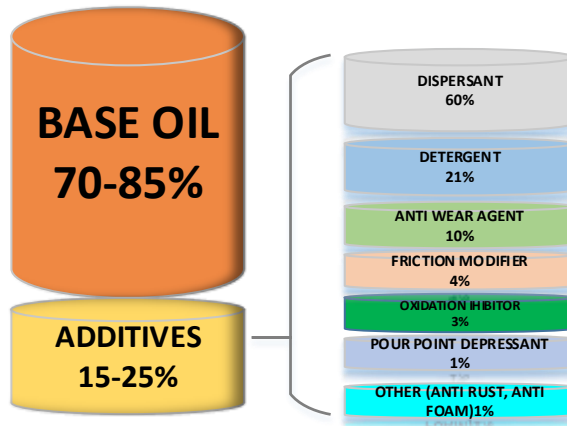 BASE OIL
70-85%
ADDITIVES
15-25%
DISPERSANT
60%
DETERGENT
21%
ANTI WEAR AGENT
10%
FRICTION MODIFIER
4%
OXIDATION IHIBITOR
3%
POUR POINT DEPRESSANT
1%
OTHER (ANTI RUST, ANTI
FOAM)1%